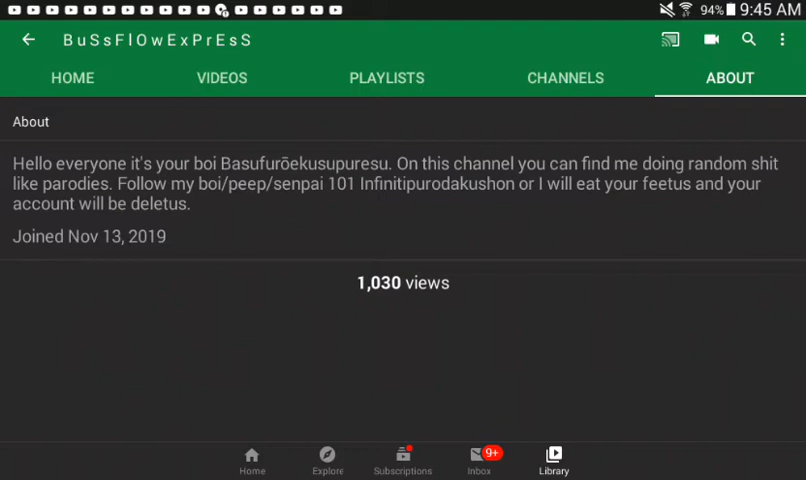 94% 9:45 AM
BuSsFlOwExPrEsS
HOME VIDEOS PLAYLISTS CHANNELS ABOUT
About
Hello everyone it's your boi Basufurōekusupuresu. On this channel you can find me doing random shit
like parodies. Follow my boi/peep/senpai 101 Infinitipurodakushon or I will eat your feetus and your
account will be deletus.
Joined Nov 13, 2019
1,030 views
9+
Home Explore Subscriptions Inbox Library